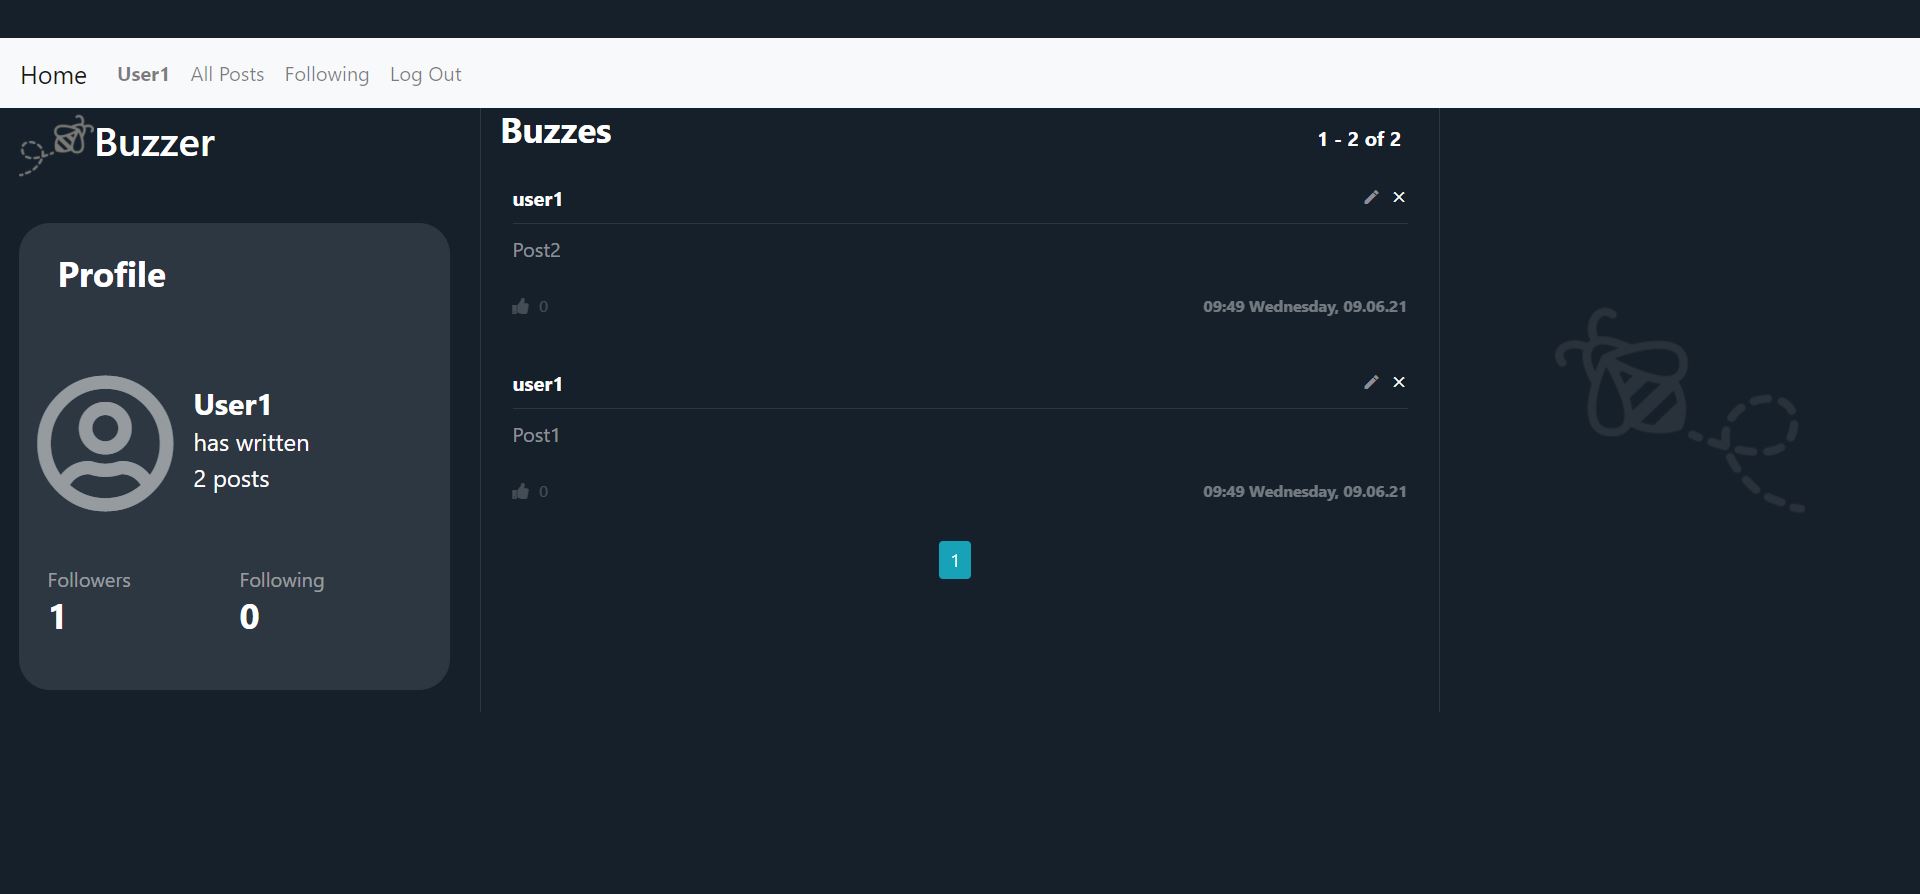 Home User1 All Posts Following Log Out
Buzzer
Profile
User1
has written
2 posts
Followers Following
1 0
Buzzes 1 - 2 of 2
user1
Post2
0 09:49 Wednesday, 09.06.21
user1
Post1
0 09:49 Wednesday, 09.06.21
1